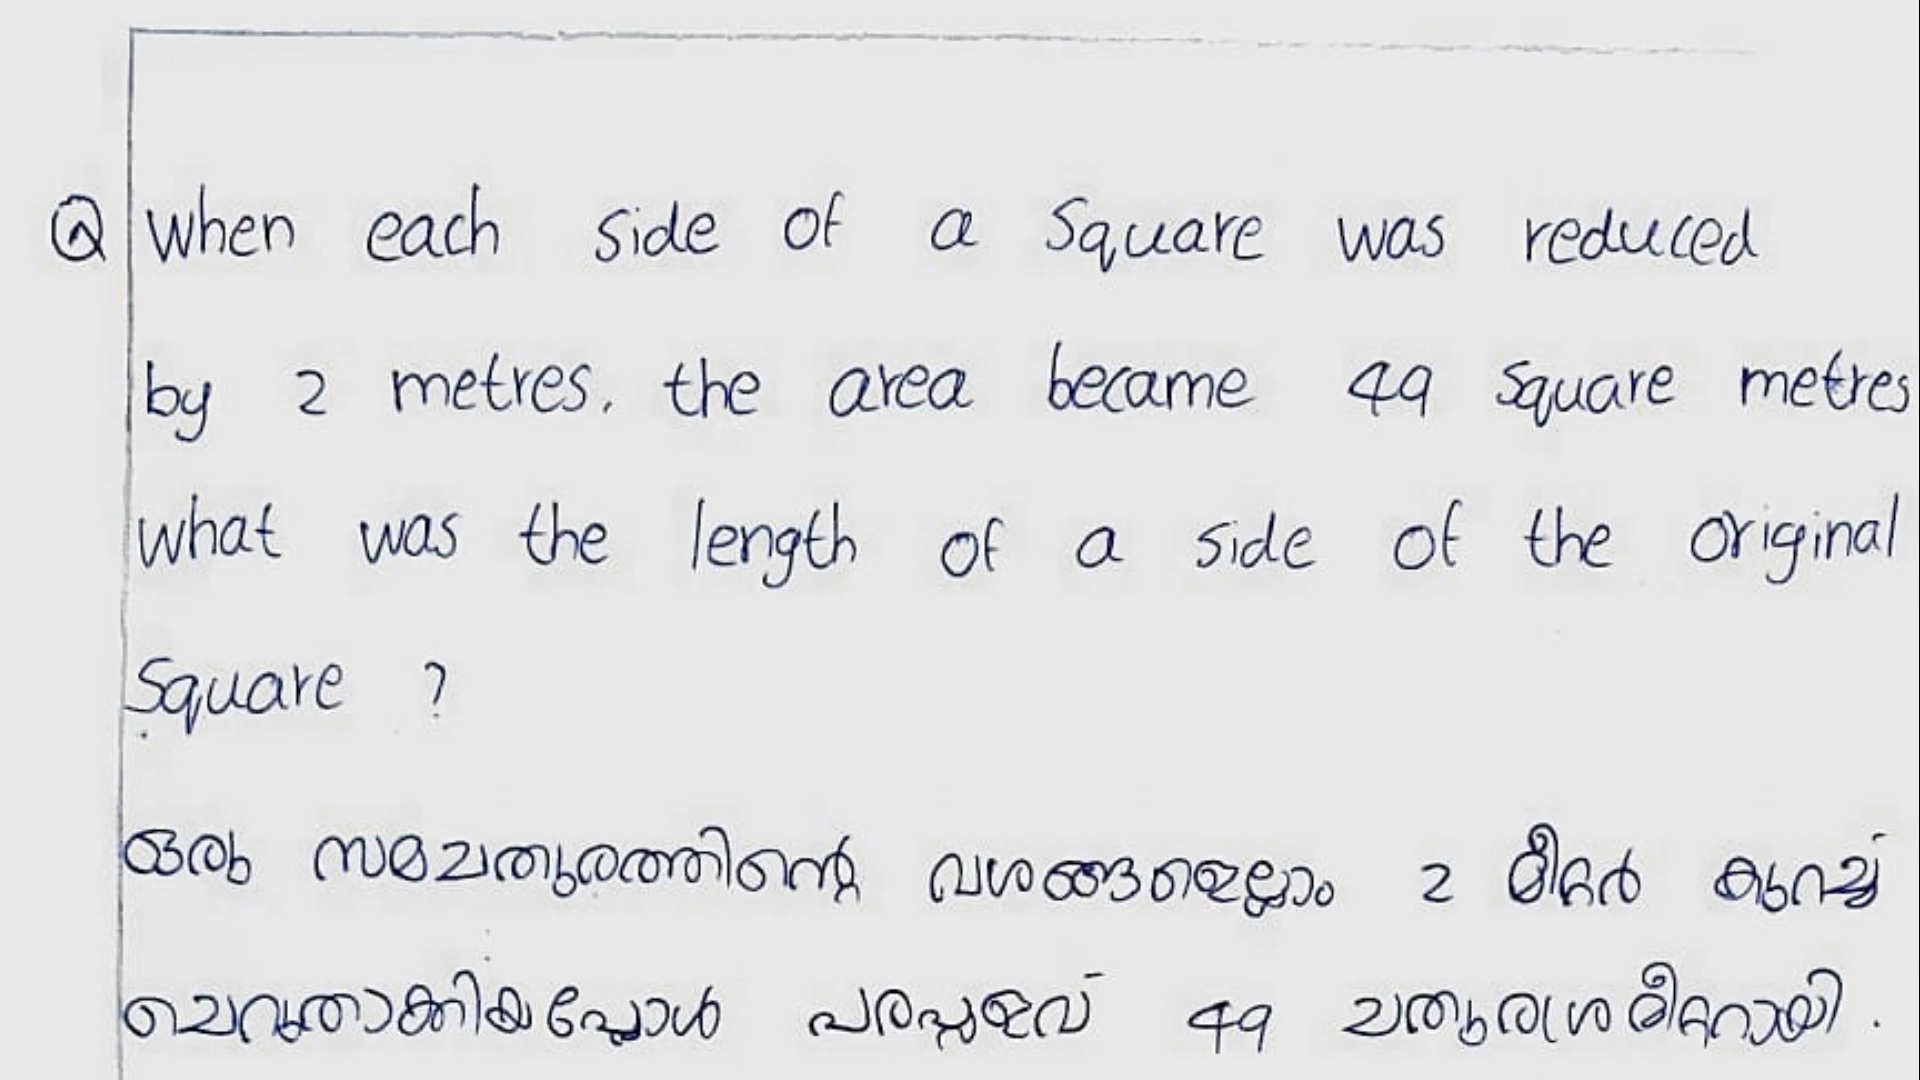 Q When each side of a Square was reduced
by 2 metres. the area became 49 Square metres
what was the length of a side of the original
Square ?
ഒരു സമചതുരത്തിന്റെ വശങ്ങളെല്ലാം 2 മീറ്റർ കുറച്ച്
ചെറുതാക്കിയപ്പോൾ പരപ്പളവ് 49 ചതുരശ്രമീറ്ററായി.